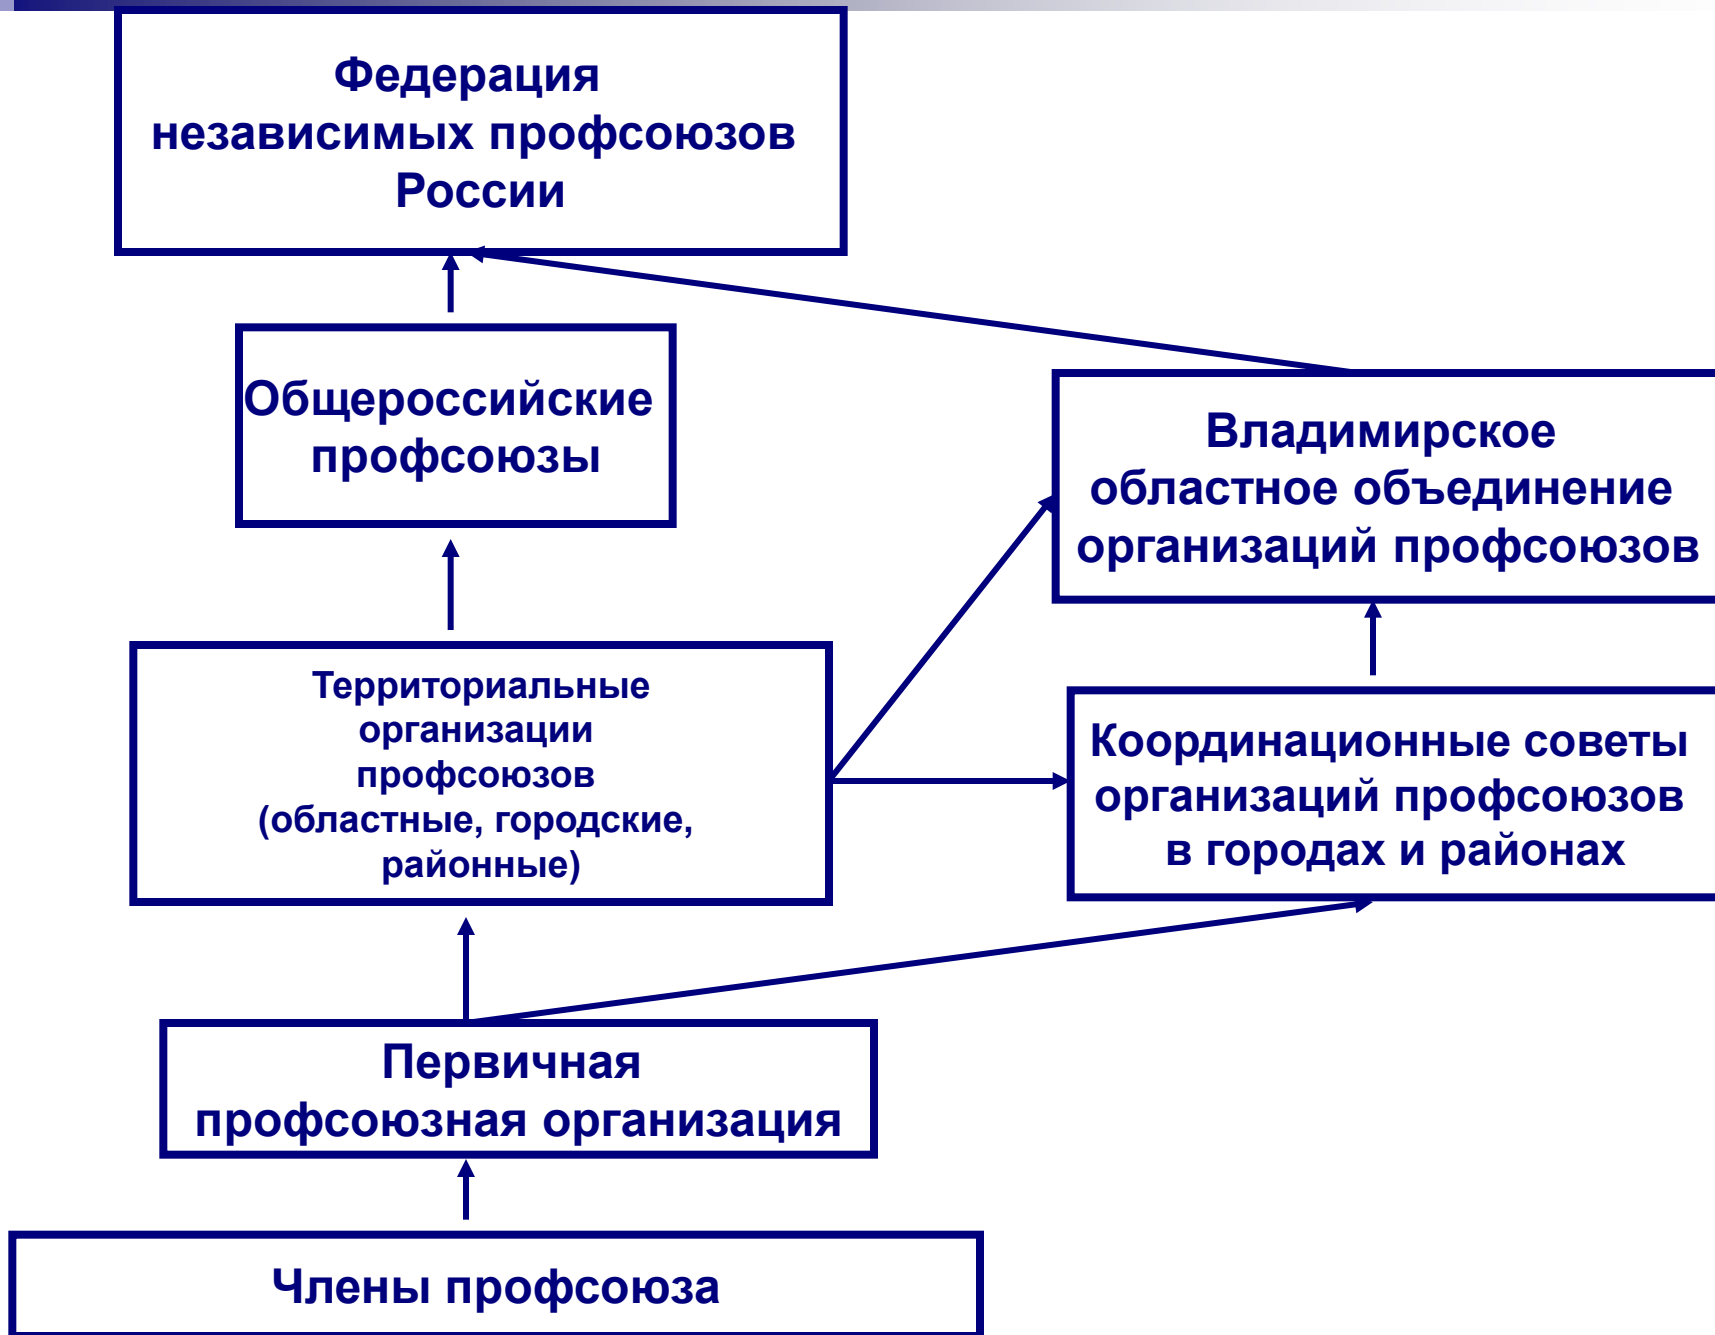 Федерация
независимых профсоюзов
России
Общероссийские
профсоюзы
Владимирское
областное объединение
организаций профсоюзов
Территориальные
организации
профсоюзов
(областные, городские,
районные)
Координационные советы
организаций профсоюзов
в городах и районах
Первичная
профсоюзная организация
Члены профсоюза